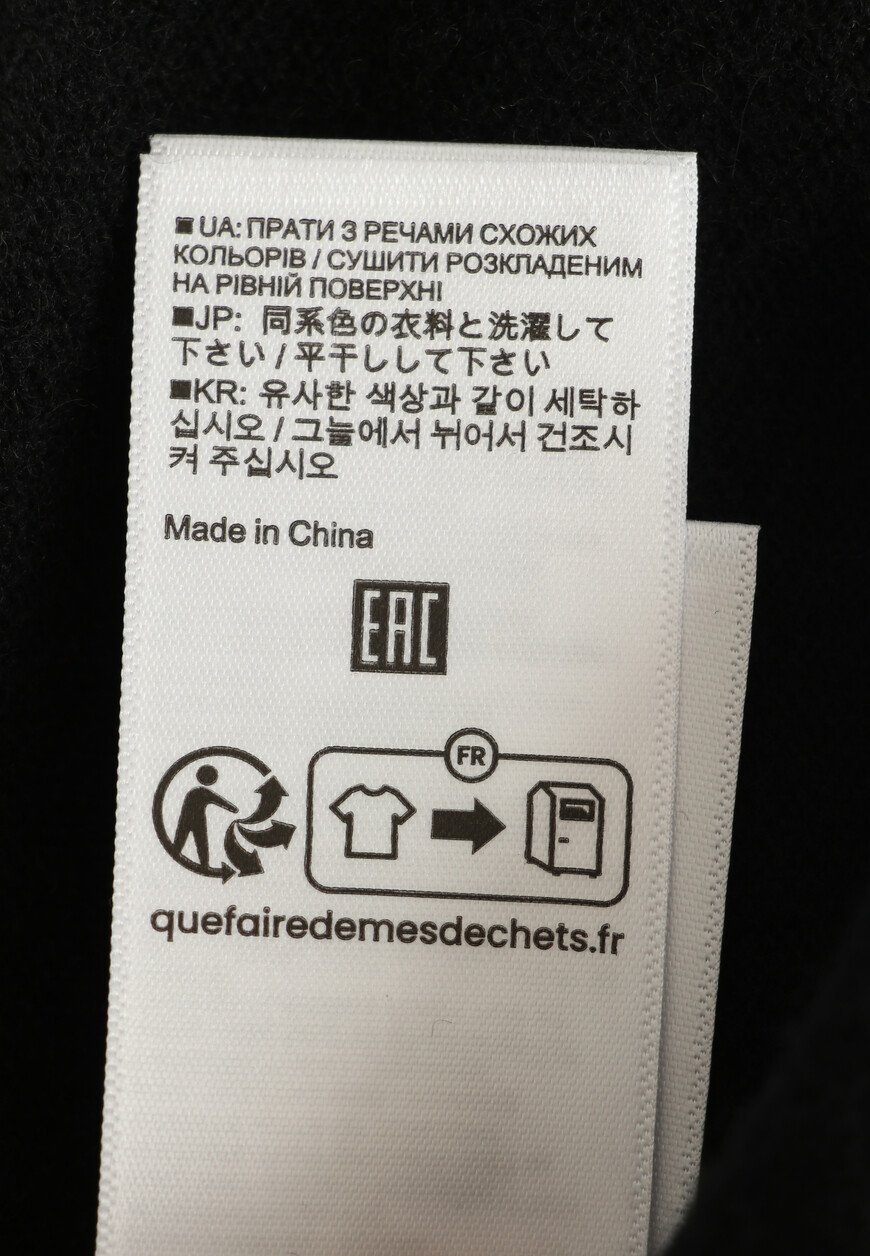 ■ UA: ПРАТИ З РЕЧАМИ СХОЖИХ
КОЛЬОРІВ / СУШИТИ РОЗКЛАДЕНИМ
НА РІВНІЙ ПОВЕРХНІ
■JP: 同系色の衣料と洗濯して
下さい / 平干しして下さい
■KR: 유사한 색상과 같이 세탁하
십시오 / 그늘에서 뉘어서 건조시
켜 주십시오
Made in China
EAC
FR
quefairedemesdechets.fr